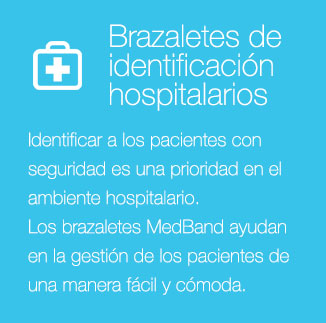 Brazaletes de
identificación
hospitalarios
Identificar a los pacientes con
seguridad es una prioridad en el
ambiente hospitalario.
Los brazaletes MedBand ayudan
en la gestión de los pacientes de
una manera fácil y cómoda.